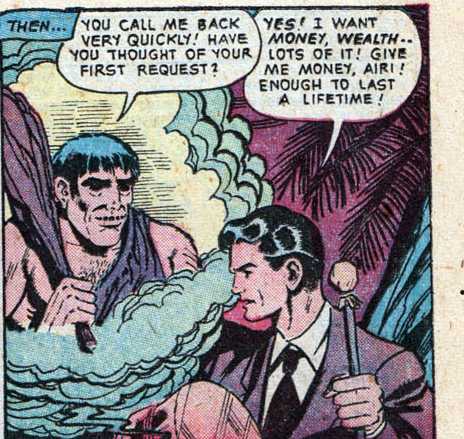 THEN...
YOU CALL ME BACK
VERY QUICKLY! HAVE
YOU THOUGHT OF YOUR
FIRST REQUEST?
YES! I WANT
MONEY, WEALTH--
LOTS OF IT! GIVE
ME MONEY, AIRI!
ENOUGH TO LAST
A LIFETIME!